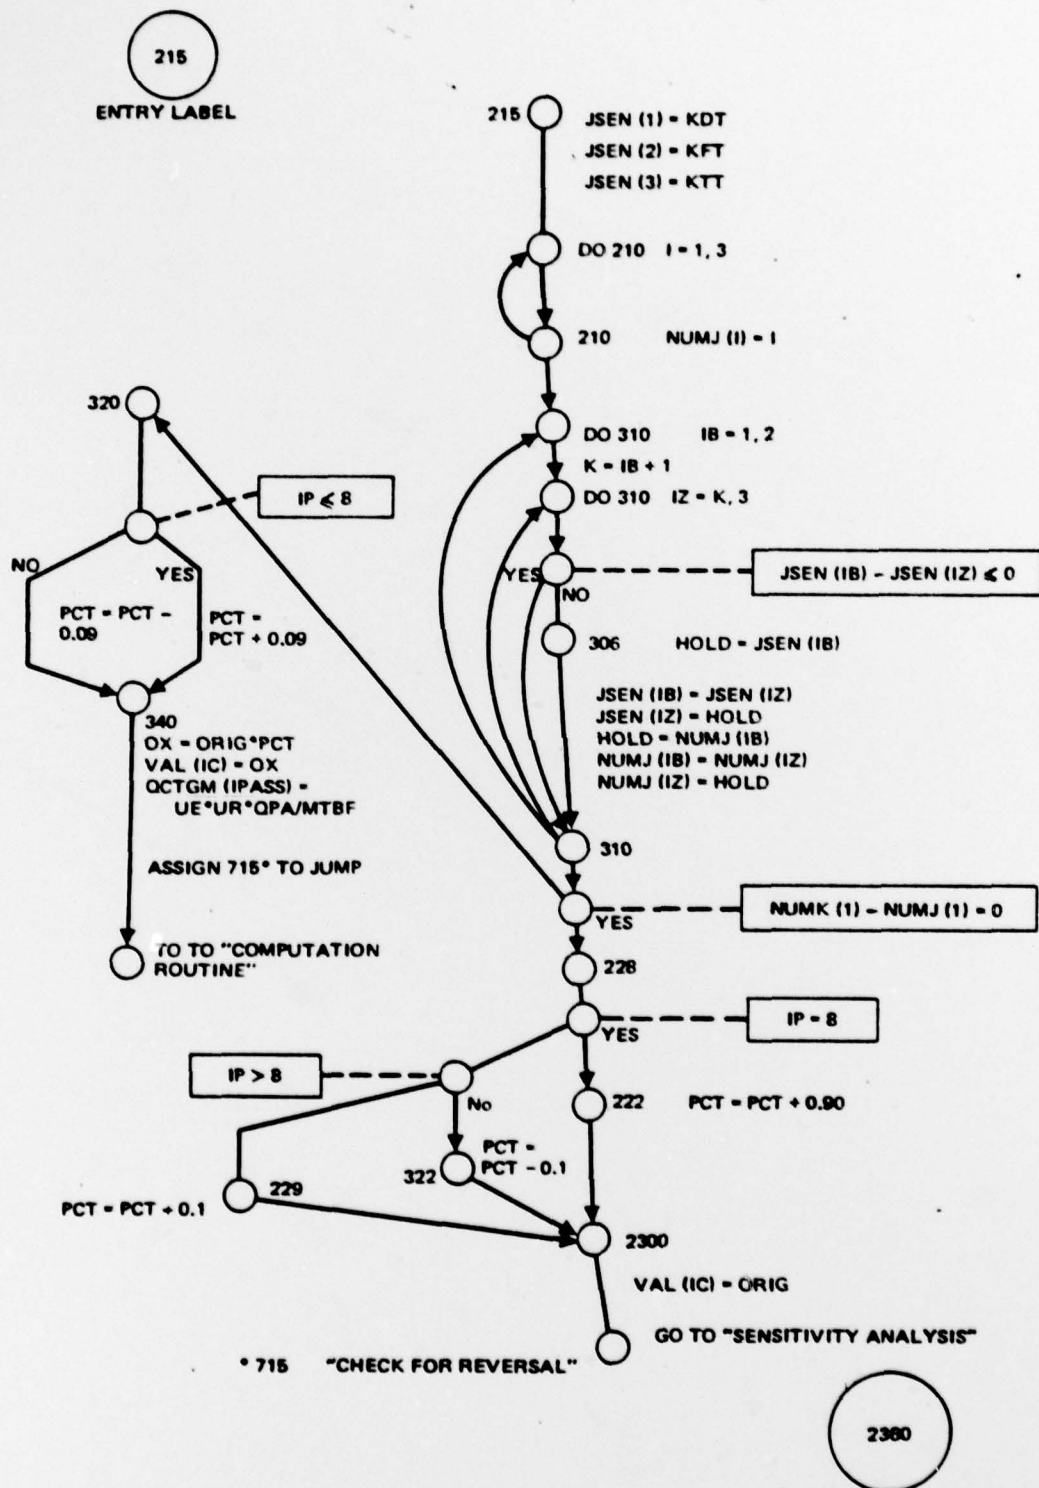 215
ENTRY LABEL
215
JSEN (1) = KDT
JSEN (2) = KFT
JSEN (3) = KTT
DO 210 I = 1, 3
210 NUMJ (I) = I
320
DO 310 IB = 1, 2
K = IB + 1
DO 310 IZ = K, 3
IP ⩽ 8
NO
YES
PCT = PCT –
0.09
PCT =
PCT + 0.09
YES
NO
JSEN (IB) – JSEN (IZ) ⩽ 0
306 HOLD = JSEN (IB)
JSEN (IB) = JSEN (IZ)
JSEN (IZ) = HOLD
HOLD = NUMJ (IB)
NUMJ (IB) = NUMJ (IZ)
NUMJ (IZ) = HOLD
340
OX = ORIG*PCT
VAL (IC) = OX
QCTGM (IPASS) =
UE*UR*QPA/MTBF
ASSIGN 715* TO JUMP
TO TO "COMPUTATION
ROUTINE"
310
YES
NUMK (1) – NUMJ (1) = 0
228
YES
IP = 8
IP > 8
No
222 PCT = PCT + 0.90
PCT =
PCT – 0.1
322
229
PCT = PCT + 0.1
2300
VAL (IC) = ORIG
GO TO "SENSITIVITY ANALYSIS"
* 715 "CHECK FOR REVERSAL"
2360